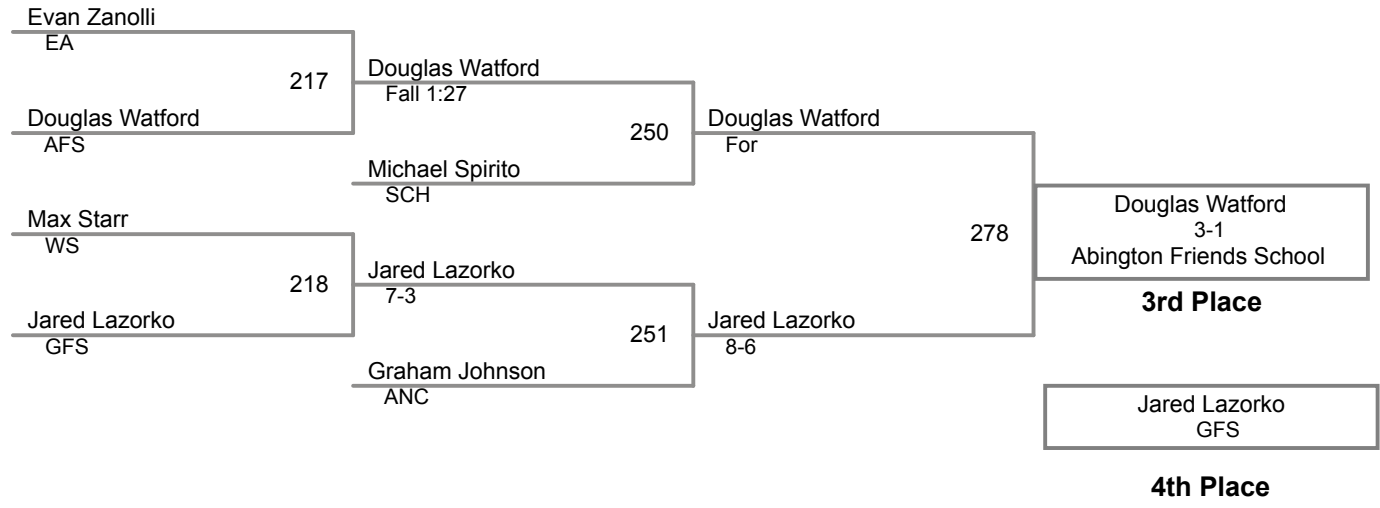 Evan Zanolli
EA
217
Douglas Watford
Fall 1:27
Douglas Watford
AFS
250
Douglas Watford
For
Michael Spirito
SCH
Max Starr
WS
278
Douglas Watford
3-1
Abington Friends School
3rd Place
218
Jared Lazorko
7-3
Jared Lazorko
GFS
251
Jared Lazorko
8-6
Graham Johnson
ANC
Jared Lazorko
GFS
4th Place